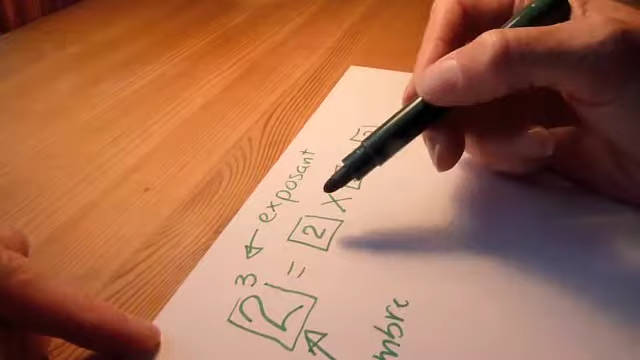 2³ ← exposant
= 2 X
mbre